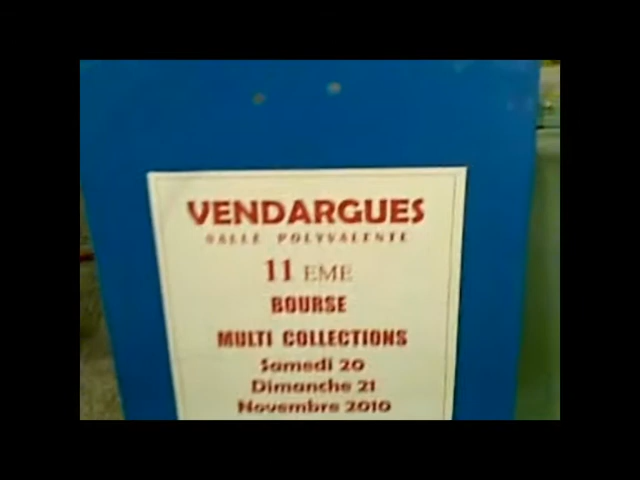 VENDARGUES
SALLE POLYVALENTE
11 EME
BOURSE
MULTI COLLECTIONS
Samedi 20
Dimanche 21
Novembre 2010